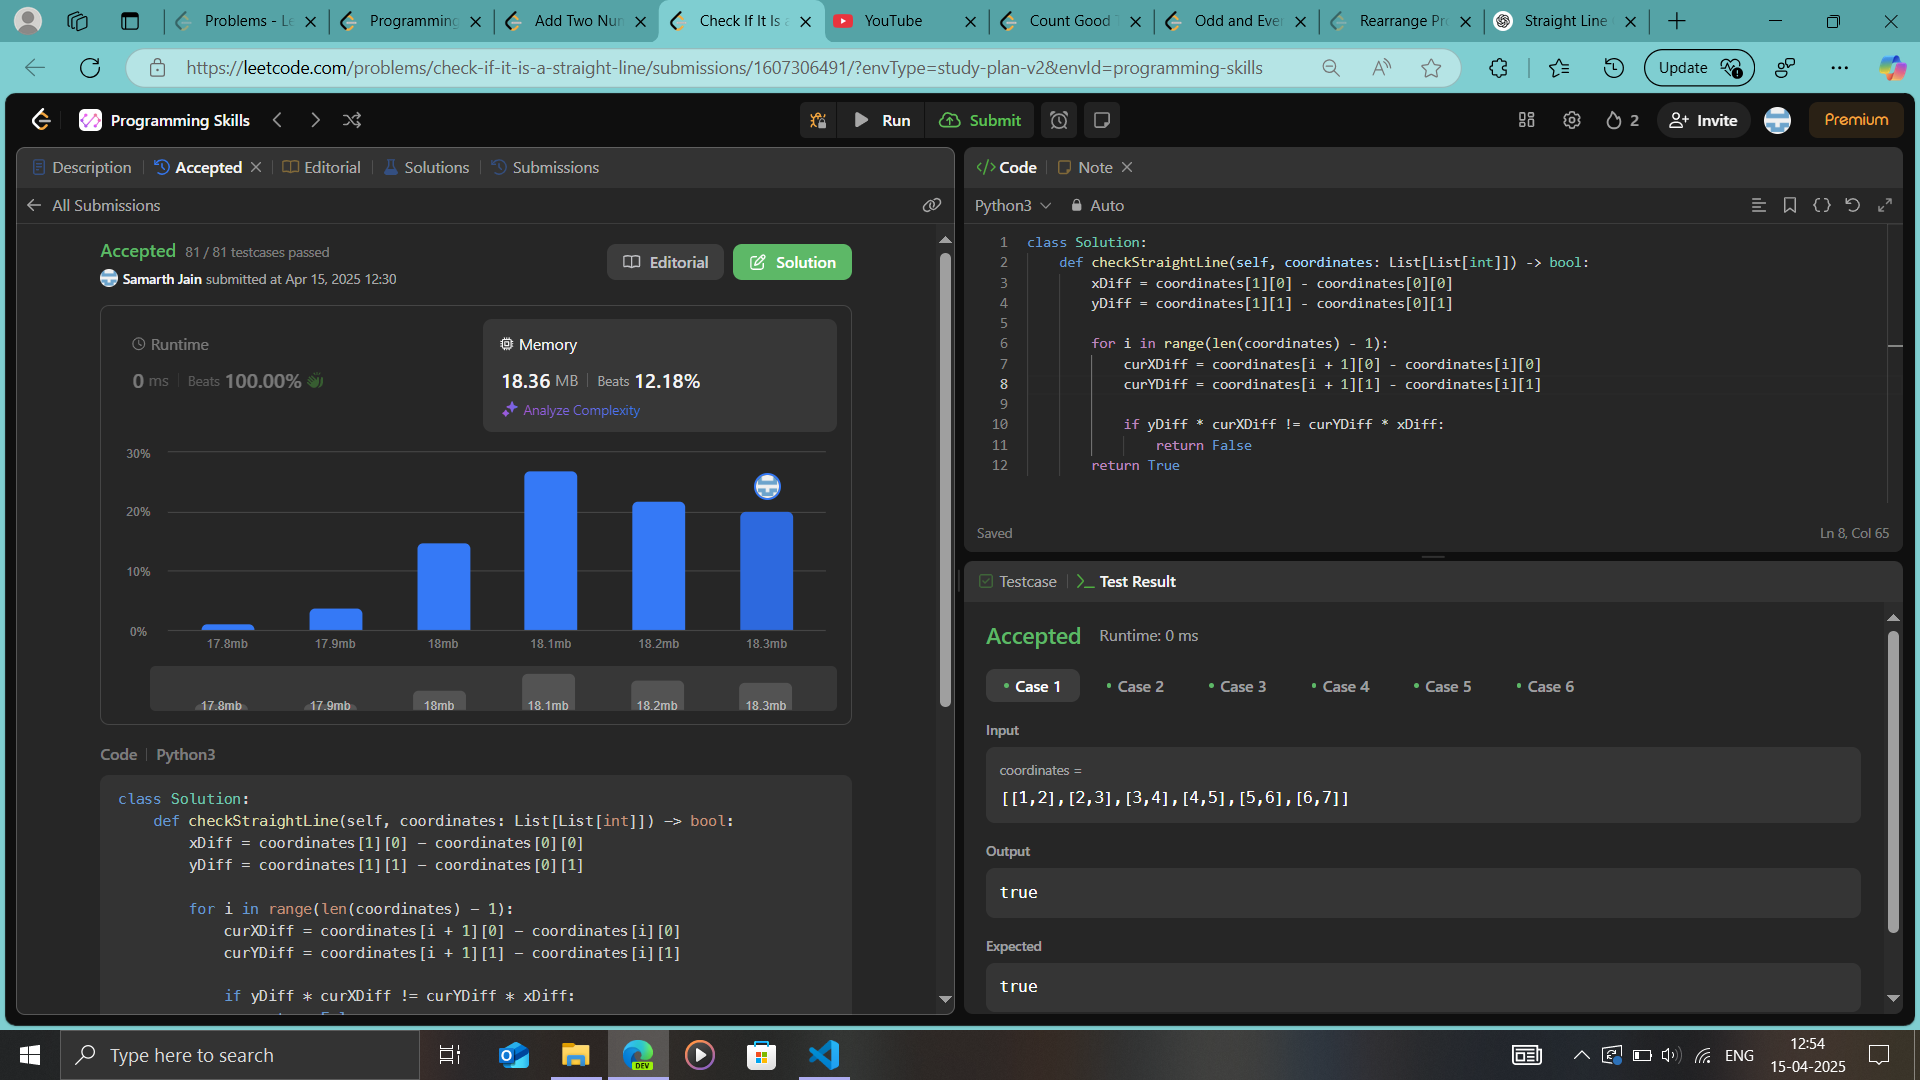 Problems - Le
Programming
Add Two Num
Check If It Is a
YouTube
Count Good T
Odd and Even
Rearrange Pro
Straight Line
https://leetcode.com/problems/check-if-it-is-a-straight-line/submissions/1607306491/?envType=study-plan-v2&envId=programming-skills
Update
Programming Skills
Run
Submit
2
Invite
Premium
Description
Accepted
Editorial
Solutions
Submissions
All Submissions
Accepted 81 / 81 testcases passed
Samarth Jain submitted at Apr 15, 2025 12:30
Editorial
Solution
Runtime
0 ms Beats 100.00%
Memory
18.36 MB Beats 12.18%
Analyze Complexity
30%
20%
10%
0%
17.8mb 17.9mb 18mb 18.1mb 18.2mb 18.3mb
17.8mb 17.9mb 18mb 18.1mb 18.2mb 18.3mb
Code Python3
class Solution:
def checkStraightLine(self, coordinates: List[List[int]]) -> bool:
xDiff = coordinates[1][0] - coordinates[0][0]
yDiff = coordinates[1][1] - coordinates[0][1]
for i in range(len(coordinates) - 1):
curXDiff = coordinates[i + 1][0] - coordinates[i][0]
curYDiff = coordinates[i + 1][1] - coordinates[i][1]
if yDiff * curXDiff != curYDiff * xDiff:
Code
Note
Python3
Auto
1 class Solution:
2 def checkStraightLine(self, coordinates: List[List[int]]) -> bool:
3 xDiff = coordinates[1][0] - coordinates[0][0]
4 yDiff = coordinates[1][1] - coordinates[0][1]
5
6 for i in range(len(coordinates) - 1):
7 curXDiff = coordinates[i + 1][0] - coordinates[i][0]
8 curYDiff = coordinates[i + 1][1] - coordinates[i][1]
9
10 if yDiff * curXDiff != curYDiff * xDiff:
11 return False
12 return True
Saved
Ln 8, Col 65
Testcase
Test Result
Accepted Runtime: 0 ms
Case 1 Case 2 Case 3 Case 4 Case 5 Case 6
Input
coordinates =
[[1,2],[2,3],[3,4],[4,5],[5,6],[6,7]]
Output
true
Expected
true
Type here to search
DEV
ENG
12:54
15-04-2025